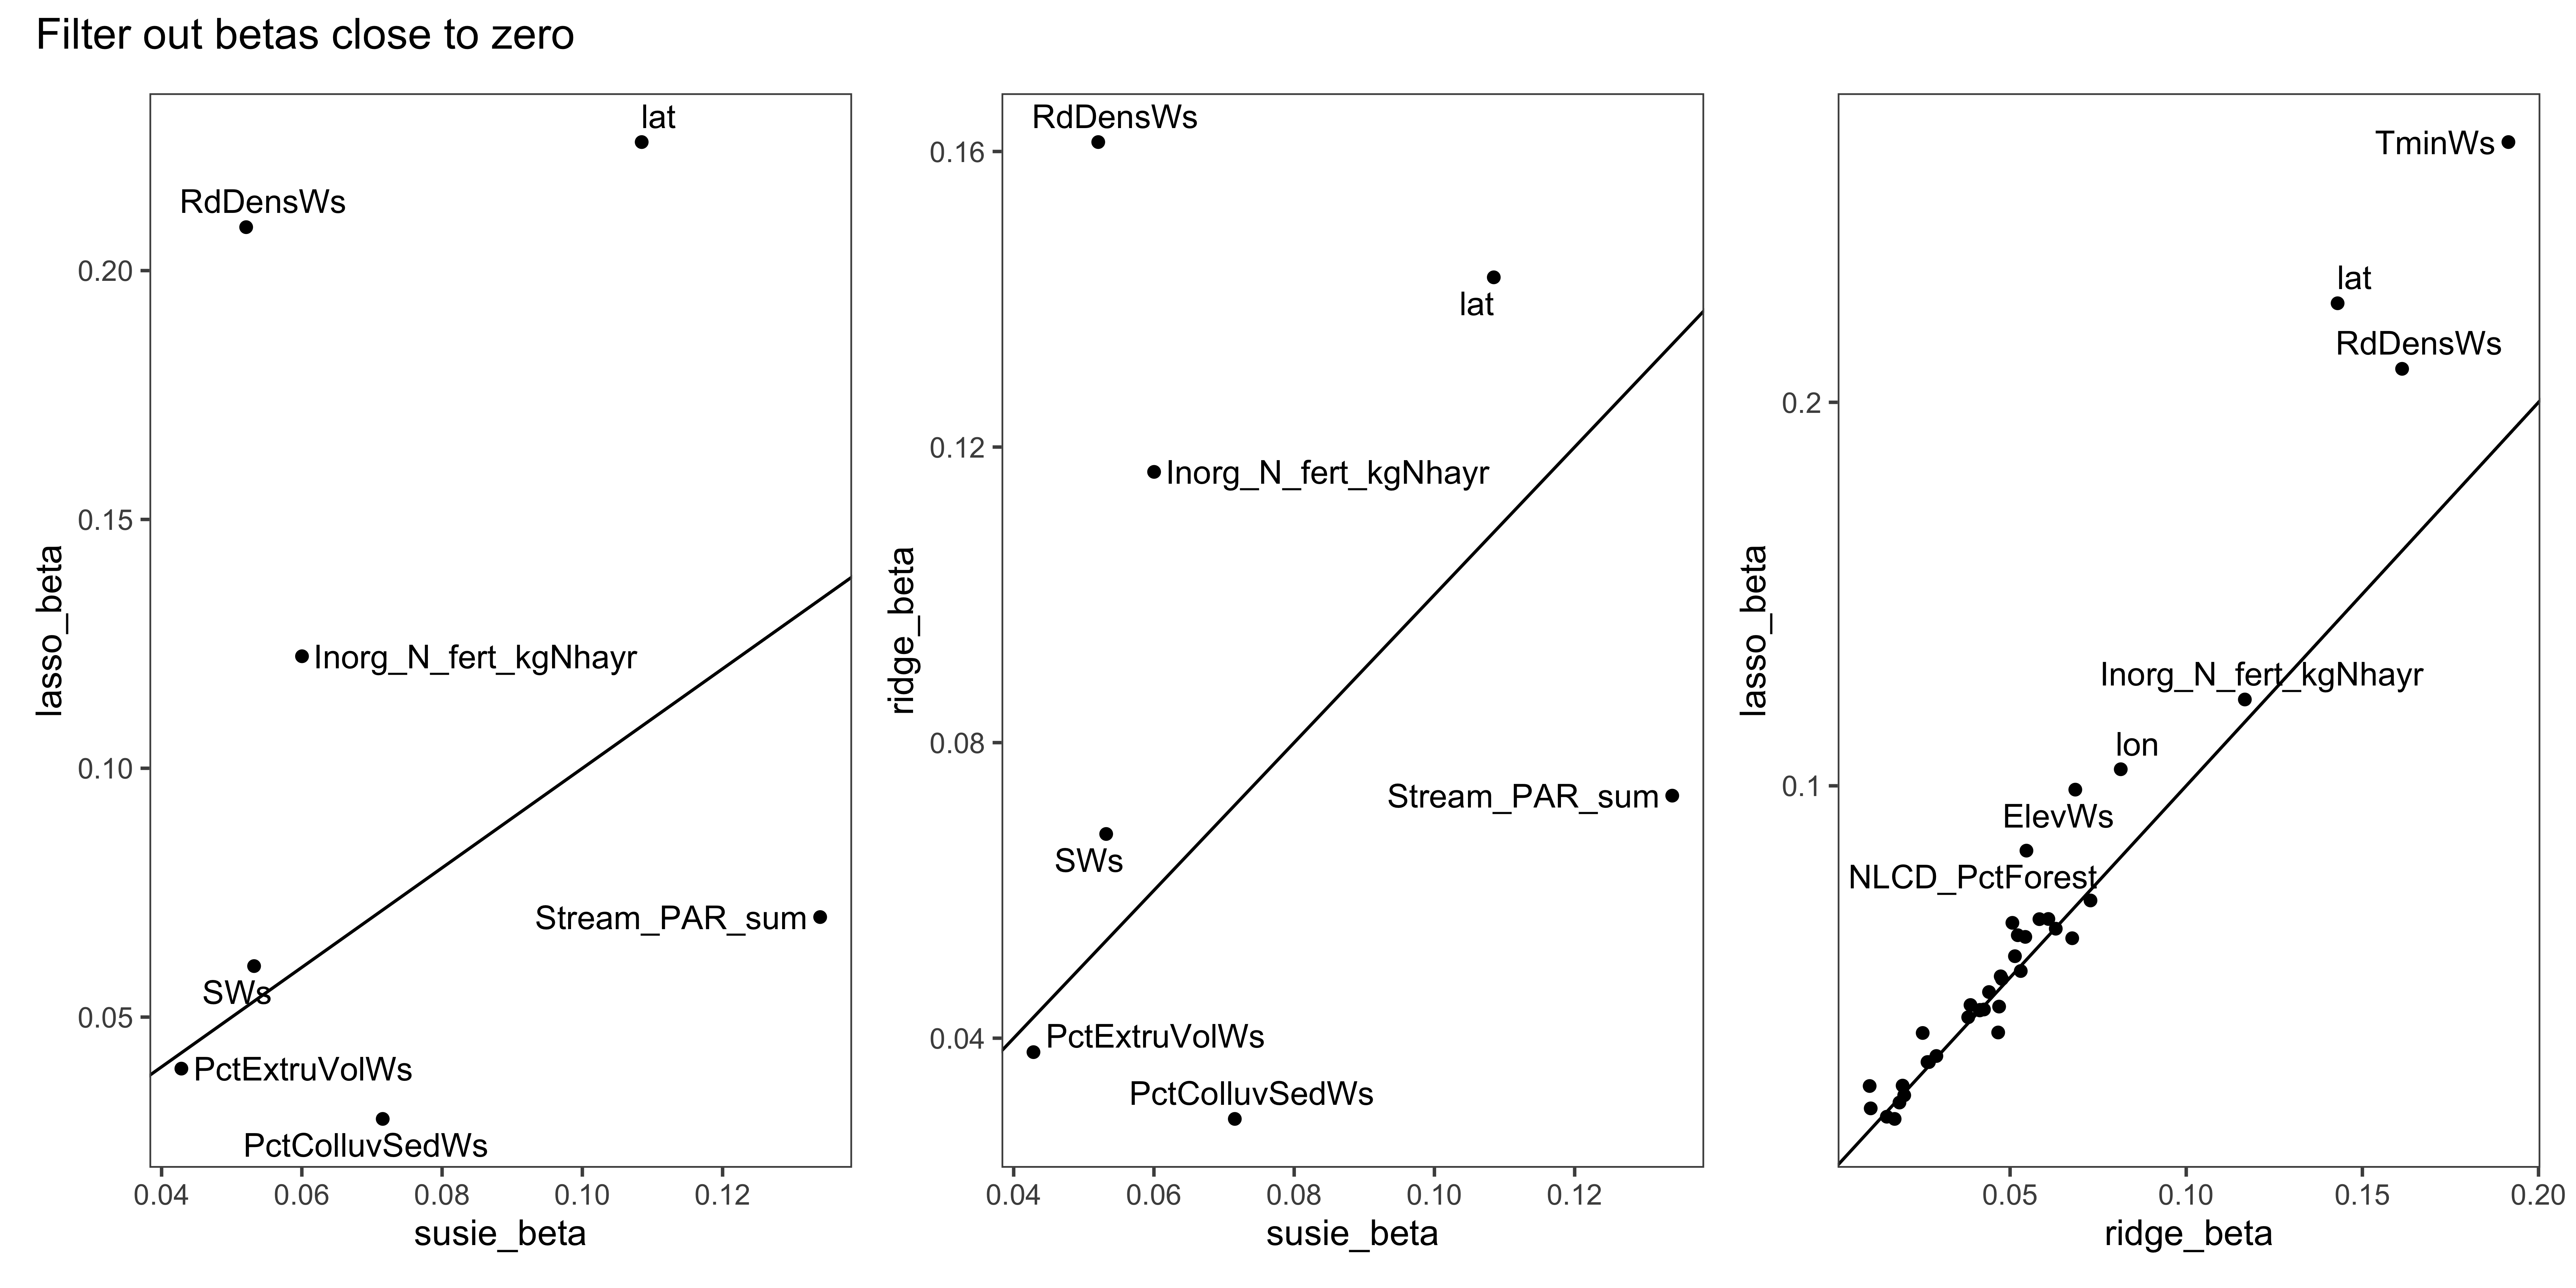 Filter out betas close to zero
lat
RdDensWs
0.20
0.15
Inorg_N_fert_kgNhayr
lasso_beta
0.10
Stream_PAR_sum
SWs
0.05
PctExtruVolWs
PctColluvSedWs
0.04 0.06 0.08 0.10 0.12
susie_beta
RdDensWs
0.16
lat
0.12
Inorg_N_fert_kgNhayr
ridge_beta
0.08
Stream_PAR_sum
SWs
0.04
PctExtruVolWs
PctColluvSedWs
0.04 0.06 0.08 0.10 0.12
susie_beta
TminWs
lat
RdDensWs
0.2
lasso_beta
Inorg_N_fert_kgNhayr
lon
0.1
ElevWs
NLCD_PctForest
0.05 0.10 0.15 0.20
ridge_beta